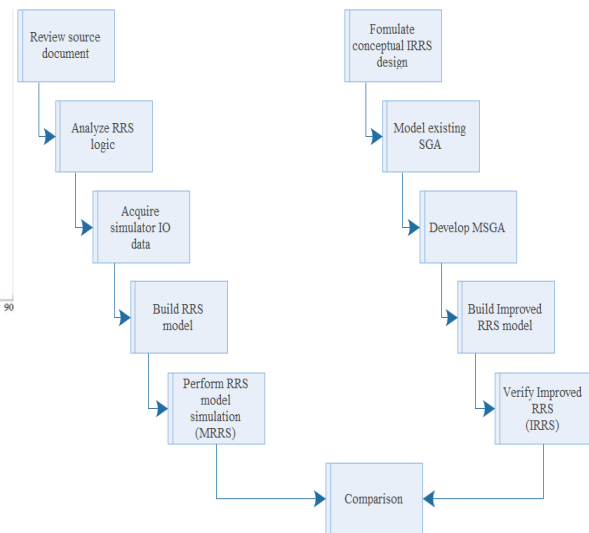 Review source
document
Analyze RRS
logic
Acquire
simulator IO
data
Build RRS
model
Perform RRS
model
simulation
(MRRS)
Fomulate
conceptual IRRS
design
Model existing
SGA
Develop MSGA
Build Improved
RRS model
Verify Improved
RRS
(IRRS)
Comparison
90